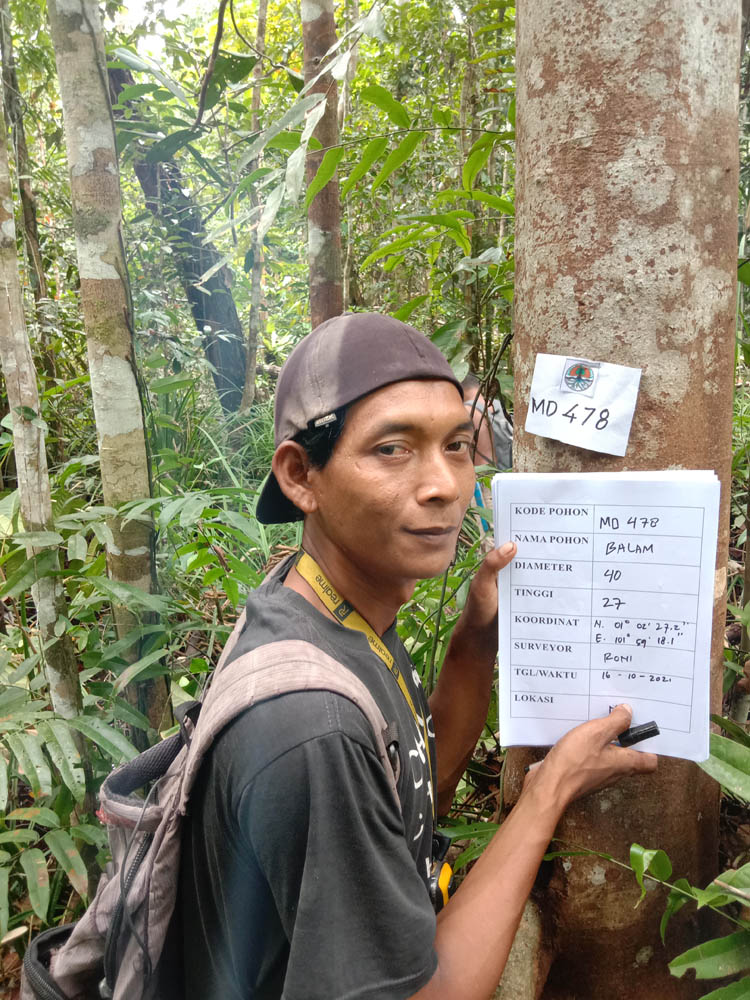 MD 478
KODE POHON MD 478
NAMA POHON BALAM
DIAMETER 40
TINGGI 27
KOORDINAT N. 01° 02' 27.2"
E. 101° 59' 18.1"
SURVEYOR RONI
TGL/WAKTU 16-10-2021
LOKASI
realme